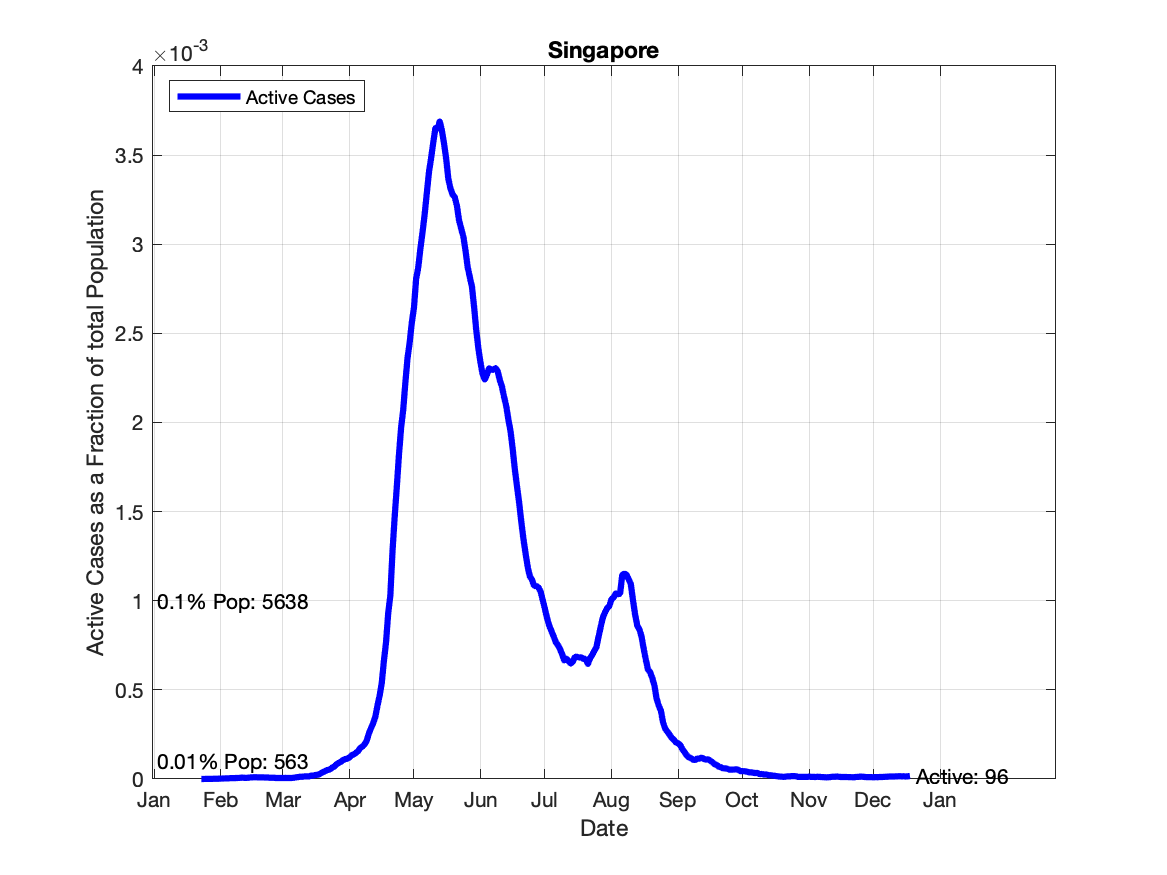 Singapore
×10-3
Active Cases
Active Cases as a Fraction of total Population
4
3.5
3
2.5
2
1.5
1
0.5
0
0.1% Pop: 5638
0.01% Pop: 563
Active: 96
Jan Feb Mar Apr May Jun Jul Aug Sep Oct Nov Dec Jan
Date